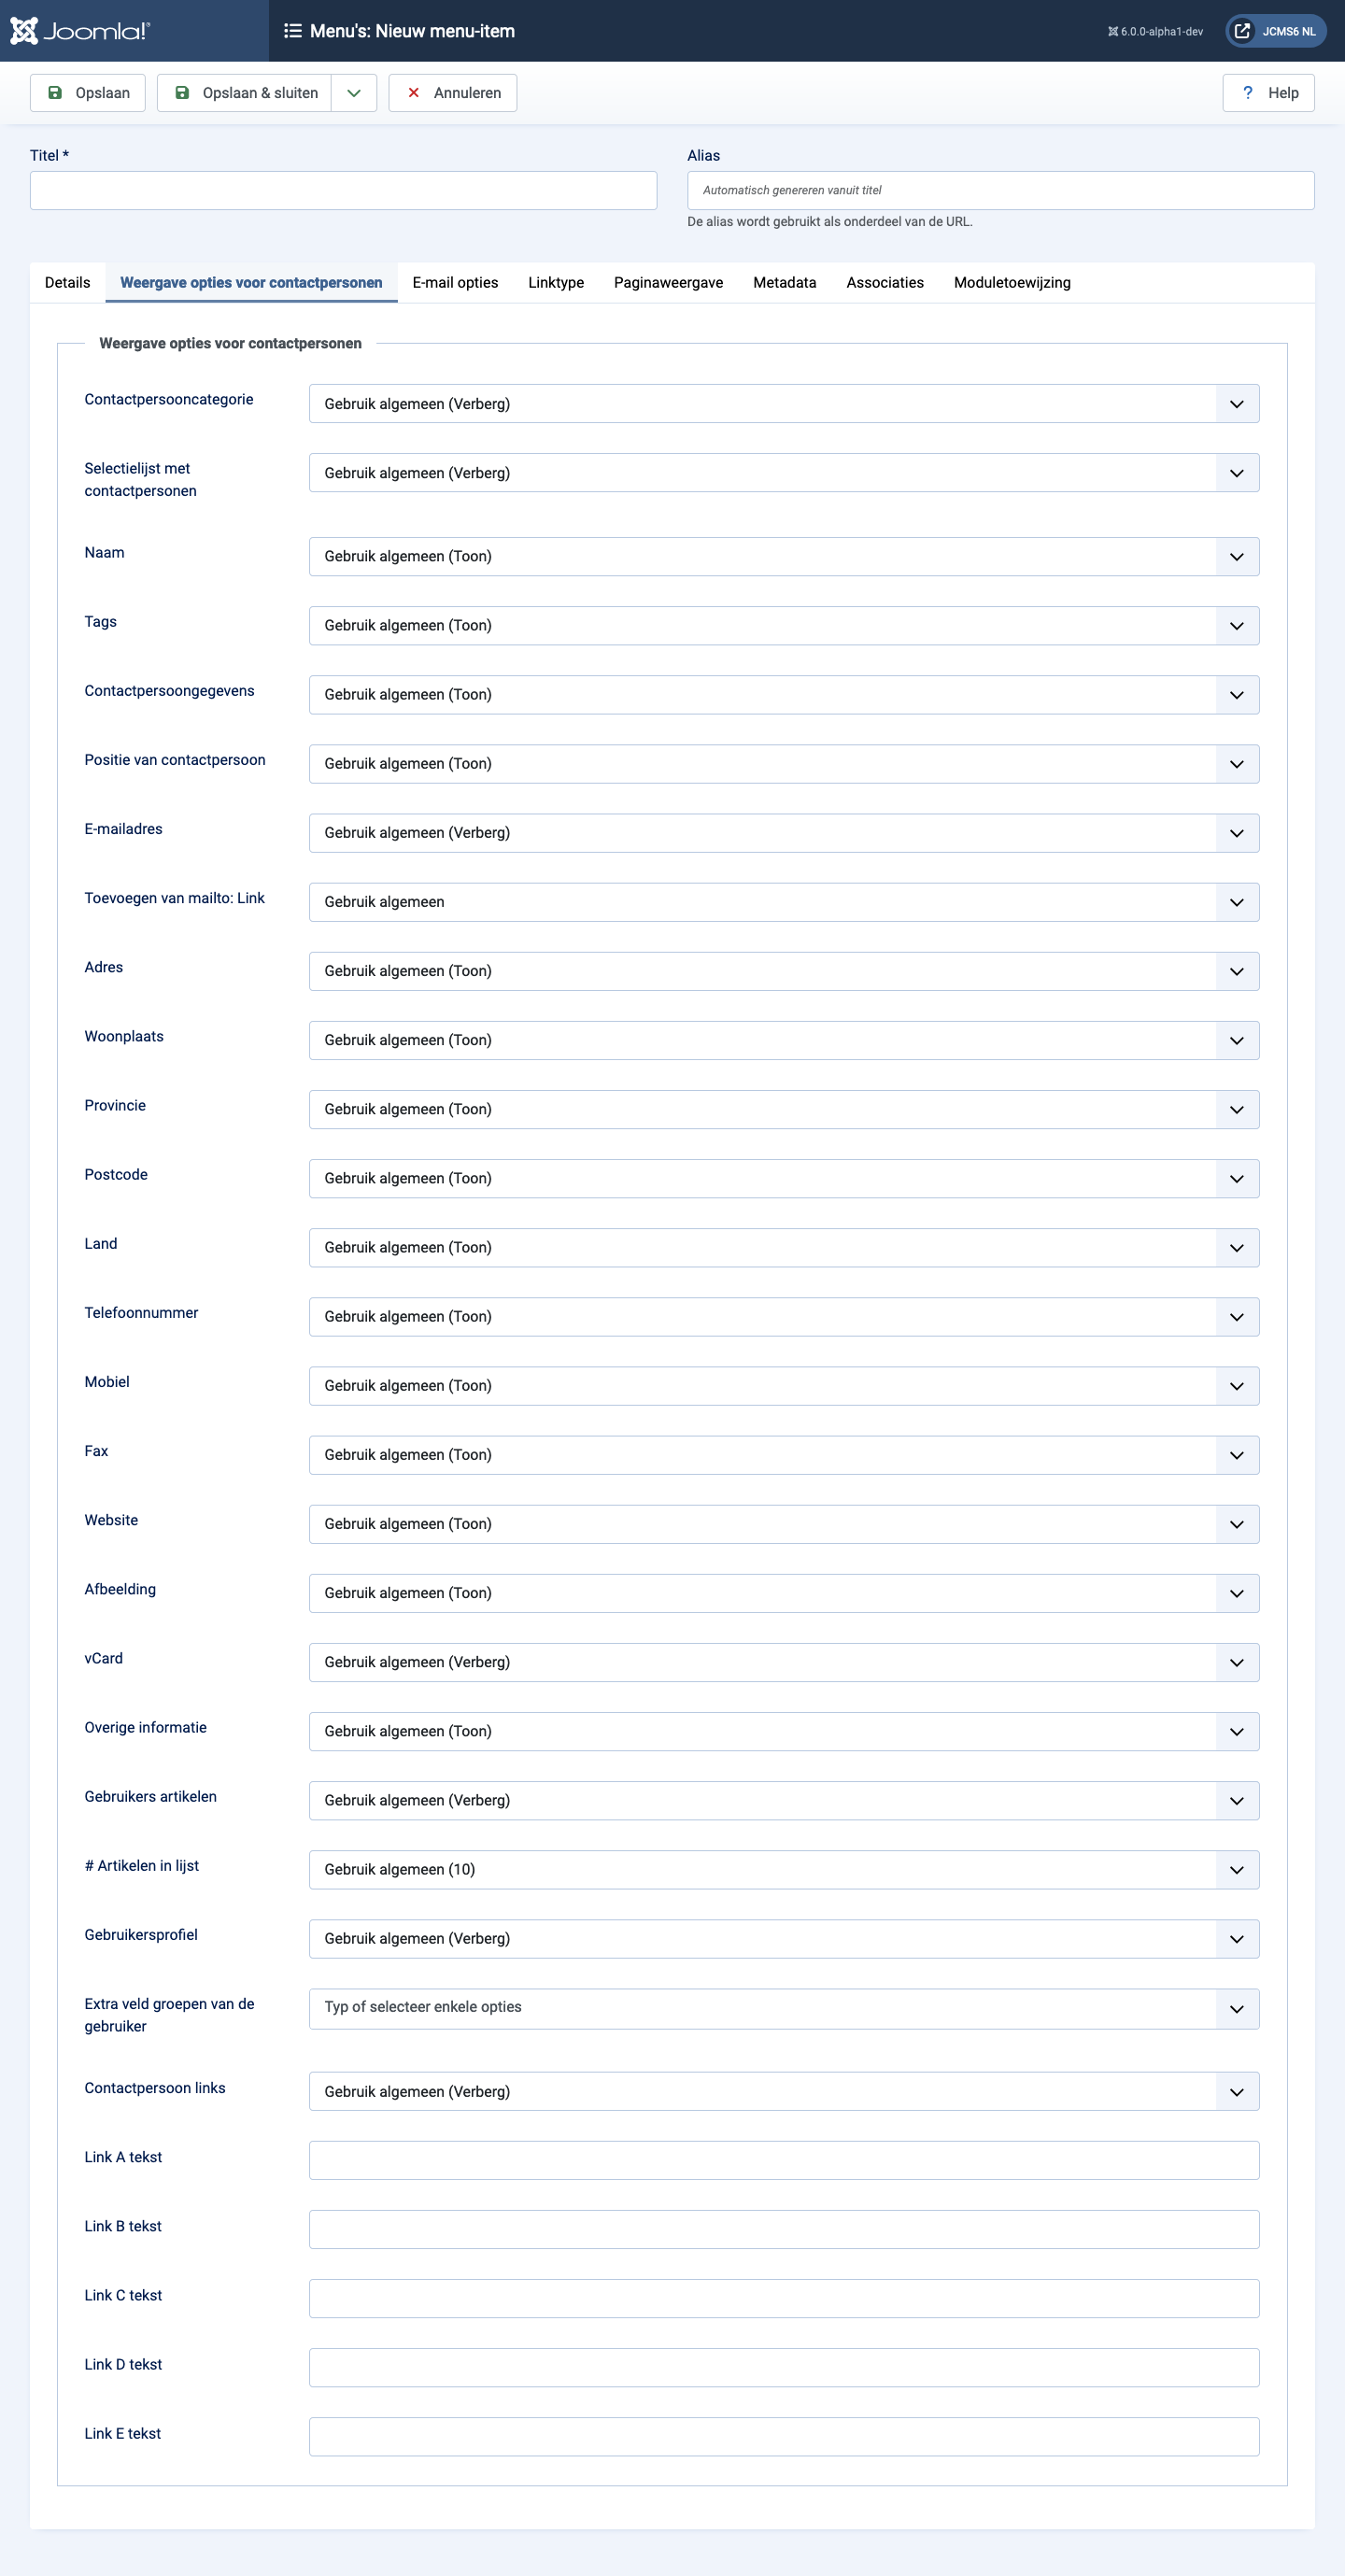 Joomla!®
Menu's: Nieuw menu-item
6.0.0-alpha1-dev
JCMS6 NL
Opslaan
Opslaan & sluiten
Annuleren
? Help
Titel *
Alias
Automatisch genereren vanuit titel
De alias wordt gebruikt als onderdeel van de URL.
Details
Weergave opties voor contactpersonen
E-mail opties
Linktype
Paginaweergave
Metadata
Associaties
Moduletoewijzing
Weergave opties voor contactpersonen
Contactpersooncategorie
Gebruik algemeen (Verberg)
Selectielijst met
contactpersonen
Gebruik algemeen (Verberg)
Naam
Gebruik algemeen (Toon)
Tags
Gebruik algemeen (Toon)
Contactpersoongegevens
Gebruik algemeen (Toon)
Positie van contactpersoon
Gebruik algemeen (Toon)
E-mailadres
Gebruik algemeen (Verberg)
Toevoegen van mailto: Link
Gebruik algemeen
Adres
Gebruik algemeen (Toon)
Woonplaats
Gebruik algemeen (Toon)
Provincie
Gebruik algemeen (Toon)
Postcode
Gebruik algemeen (Toon)
Land
Gebruik algemeen (Toon)
Telefoonnummer
Gebruik algemeen (Toon)
Mobiel
Gebruik algemeen (Toon)
Fax
Gebruik algemeen (Toon)
Website
Gebruik algemeen (Toon)
Afbeelding
Gebruik algemeen (Toon)
vCard
Gebruik algemeen (Verberg)
Overige informatie
Gebruik algemeen (Toon)
Gebruikers artikelen
Gebruik algemeen (Verberg)
# Artikelen in lijst
Gebruik algemeen (10)
Gebruikersprofiel
Gebruik algemeen (Verberg)
Extra veld groepen van de
gebruiker
Typ of selecteer enkele opties
Contactpersoon links
Gebruik algemeen (Verberg)
Link A tekst
Link B tekst
Link C tekst
Link D tekst
Link E tekst